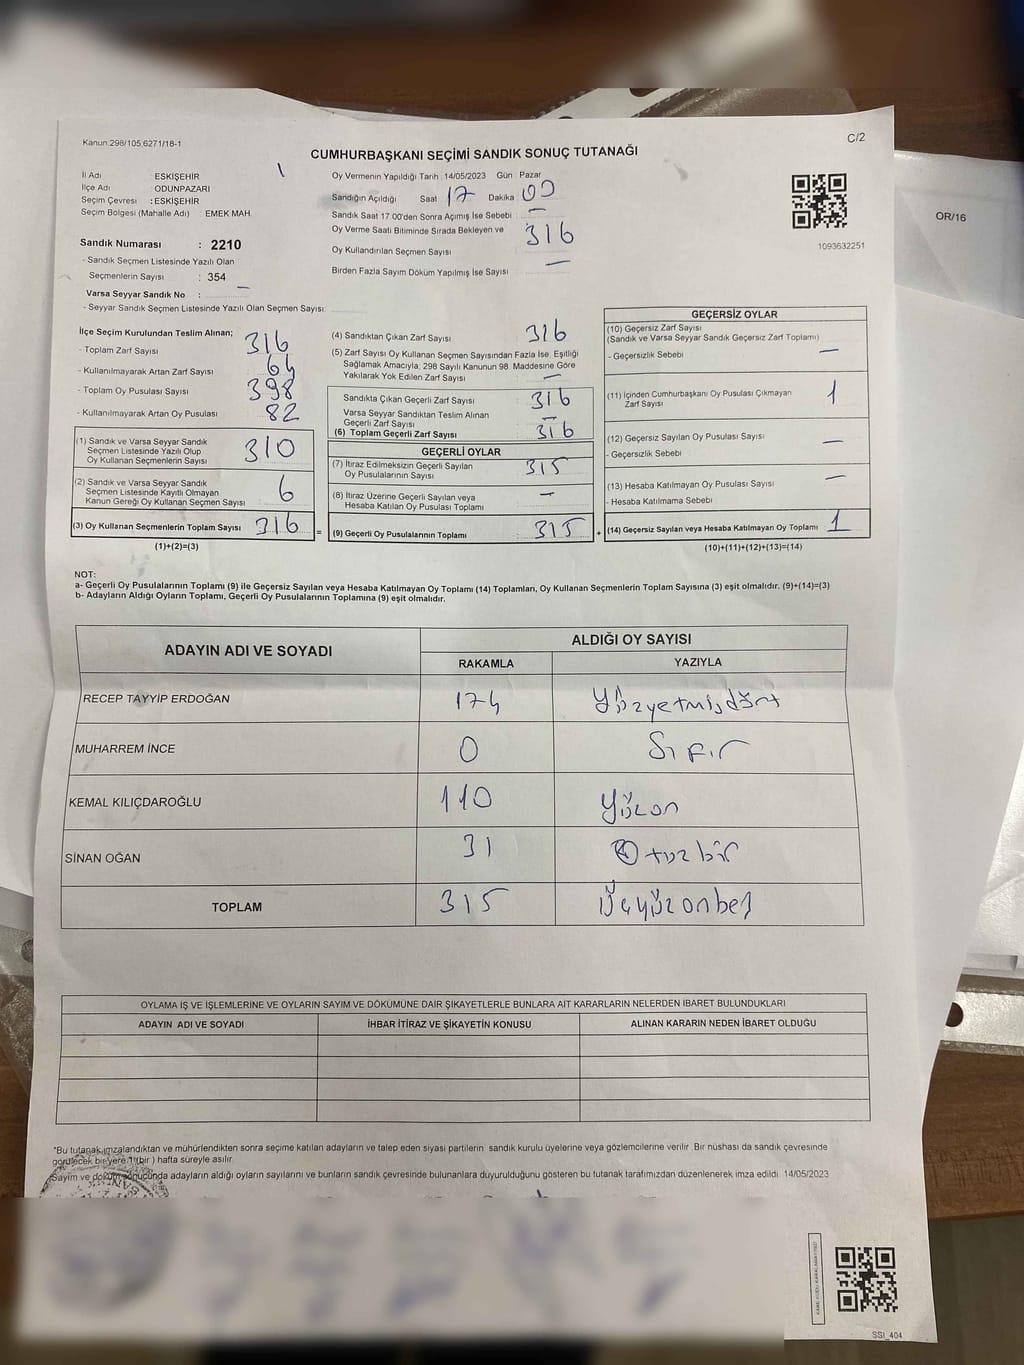 Kanun:298/105,6271/18-1
C/2
CUMHURBAŞKANI SEÇİMİ SANDIK SONUÇ TUTANAĞI
İl Adı : ESKİŞEHİR
İlçe Adı : ODUNPAZARI
Seçim Çevresi : ESKİŞEHİR
Seçim Bölgesi (Mahalle Adı) : EMEK MAH.
Sandık Numarası : 2210
- Sandık Seçmen Listesinde Yazılı Olan
Seçmenlerin Sayısı : 354
Varsa Seyyar Sandık No : -
- Seyyar Sandık Seçmen Listesinde Yazılı Olan Seçmen Sayısı:
Oy Vermenin Yapıldığı Tarih : 14/05/2023 Gün : Pazar
Sandığın Açıldığı Saat 17 Dakika 00
Sandık Saat 17.00'den Sonra Açımış İse Sebebi : -
Oy Verme Saati Bitiminde Sırada Bekleyen ve
Oy Kullandırılan Seçmen Sayısı : 316
Birden Fazla Sayım Döküm Yapılmış İse Sayısı : -
1093632251
OR/16
İlçe Seçim Kurulundan Teslim Alınan;
- Toplam Zarf Sayısı 316
- Kullanılmayarak Artan Zarf Sayısı 64
- Toplam Oy Pusulası Sayısı 398
- Kullanılmayarak Artan Oy Pusulası 82
(1) Sandık ve Varsa Seyyar Sandık
Seçmen Listesinde Yazılı Olup
Oy Kullanan Seçmenlerin Sayısı 310
(2) Sandık ve Varsa Seyyar Sandık
Seçmen Listesinde Kayıtlı Olmayan
Kanun Gereği Oy Kullanan Seçmen Sayısı 6
(3) Oy Kullanan Seçmenlerin Toplam Sayısı 316 =
(1)+(2)=(3)
(4) Sandıktan Çıkan Zarf Sayısı 316
(5) Zarf Sayısı Oy Kullanan Seçmen Sayısından Fazla İse, Eşitliği
Sağlamak Amacıyla; 298 Sayılı Kanunun 98. Maddesine Göre
Yakılarak Yok Edilen Zarf Sayısı -
Sandıkta Çıkan Geçerli Zarf Sayısı 316
Varsa Seyyar Sandıktan Teslim Alınan
Geçerli Zarf Sayısı -
(6) Toplam Geçerli Zarf Sayısı 316
GEÇERLİ OYLAR
(7) İtiraz Edilmeksizin Geçerli Sayılan
Oy Pusulalarının Sayısı 315
(8) İtiraz Üzerine Geçerli Sayılan veya
Hesaba Katılan Oy Pusulası Toplamı -
(9) Geçerli Oy Pusulalarının Toplamı 315 +
GEÇERSİZ OYLAR
(10) Geçersiz Zarf Sayısı
(Sandık ve Varsa Seyyar Sandık Geçersiz Zarf Toplamı)
- Geçersizlik Sebebi -
(11) İçinden Cumhurbaşkanı Oy Pusulası Çıkmayan
Zarf Sayısı 1
(12) Geçersiz Sayılan Oy Pusulası Sayısı -
- Geçersizlik Sebebi
(13) Hesaba Katılmayan Oy Pusulası Sayısı -
- Hesaba Katılmama Sebebi
(14) Geçersiz Sayılan veya Hesaba Katılmayan Oy Toplamı 1
(10)+(11)+(12)+(13)=(14)
NOT:
a- Geçerli Oy Pusulalarının Toplamı (9) ile Geçersiz Sayılan veya Hesaba Katılmayan Oy Toplamı (14) Toplamları, Oy Kullanan Seçmenlerin Toplam Sayısına (3) eşit olmalıdır. (9)+(14)=(3)
b- Adayların Aldığı Oyların Toplamı, Geçerli Oy Pusulalarının Toplamına (9) eşit olmalıdır.
ADAYIN ADI VE SOYADI
ALDIĞI OY SAYISI
RAKAMLA YAZIYLA
RECEP TAYYİP ERDOĞAN 174 Yüzyetmişdört
MUHARREM İNCE 0 Sıfır
KEMAL KILIÇDAROĞLU 110 Yüzon
SİNAN OĞAN 31 Otuzbir
TOPLAM 315 Üçyüzonbeş
OYLAMA İŞ VE İŞLEMLERİNE VE OYLARIN SAYIM VE DÖKÜMÜNE DAİR ŞİKAYETLERLE BUNLARA AİT KARARLARIN NELERDEN İBARET BULUNDUKLARI
ADAYIN ADI VE SOYADI İHBAR İTİRAZ VE ŞİKAYETİN KONUSU ALINAN KARARIN NEDEN İBARET OLDUĞU
*Bu tutanak imzalandıktan ve mühürlendikten sonra seçime katılan adayların ve talep eden siyasi partilerin sandık kurulu üyelerine veya gözlemcilerine verilir. Bir nüshası da sandık çevresinde
görülecek bir yere 1 (bir) hafta süreyle asılır.
Sayım ve döküm sonucunda adayların aldığı oyların sayılarını ve bunların sandık çevresinde bulunanlara duyurulduğunu gösteren bu tutanak tarafımızdan düzenlenerek imza edildi. 14/05/2023
SSİ_404